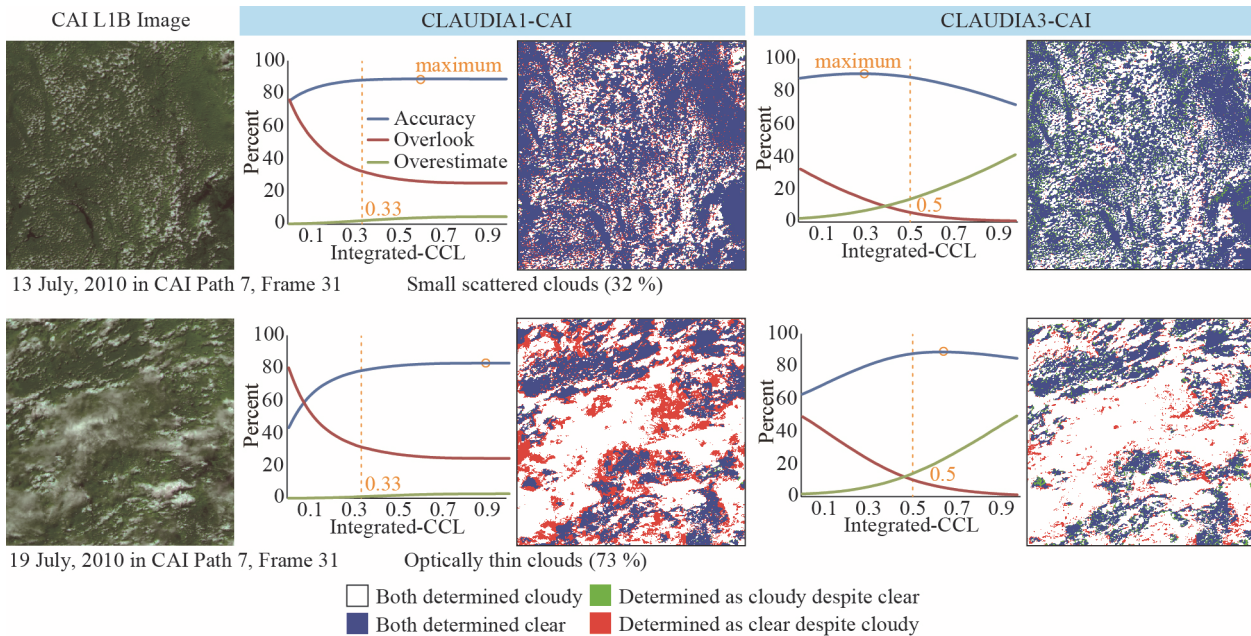 CAI L1B Image
CLAUDIA1-CAI
CLAUDIA3-CAI
100
80
60
40
20
0
Percent
maximum
Accuracy
Overlook
Overestimate
0.33
0.1 0.3 0.5 0.7 0.9
Integrated-CCL
100
80
60
40
20
0
Percent
maximum
0.5
0.1 0.3 0.5 0.7 0.9
Integrated-CCL
13 July, 2010 in CAI Path 7, Frame 31
Small scattered clouds (32 %)
100
80
60
40
20
0
Percent
0.33
0.1 0.3 0.5 0.7 0.9
Integrated-CCL
100
80
60
40
20
0
Percent
0.5
0.1 0.3 0.5 0.7 0.9
Integrated-CCL
19 July, 2010 in CAI Path 7, Frame 31
Optically thin clouds (73 %)
Both determined cloudy
Determined as cloudy despite clear
Both determined clear
Determined as clear despite cloudy